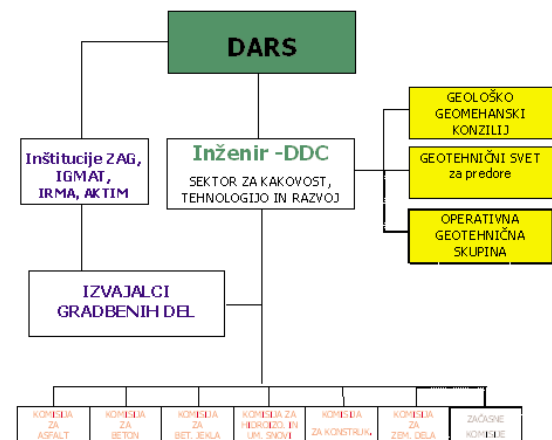 DARS
GEOLOŠKO
GEOMEHANSKI
KONZILIJ
Inštitucije ZAG,
IGMAT,
IRMA, AKTIM
Inženir -DDC
SEKTOR ZA KAKOVOST,
TEHNOLOGIJO IN RAZVOJ
GEOTEHNIČNI SVET
za predore
OPERATIVNA
GEOTEHNIČNA
SKUPINA
IZVAJALCI
GRADBENIH DEL
KOMISIJA
ZA
ASFALT
KOMISIJA
ZA
BETON
KOMISIJA
ZA
BET. JEKLA
KOMISIJA ZA
HIDROIZO. IN
UM. SNOVI
KOMISIJA
ZA KONSTRUK.
KOMISIJA
ZA
ZEM. DELA
ZAČASNE
KOMISIJE